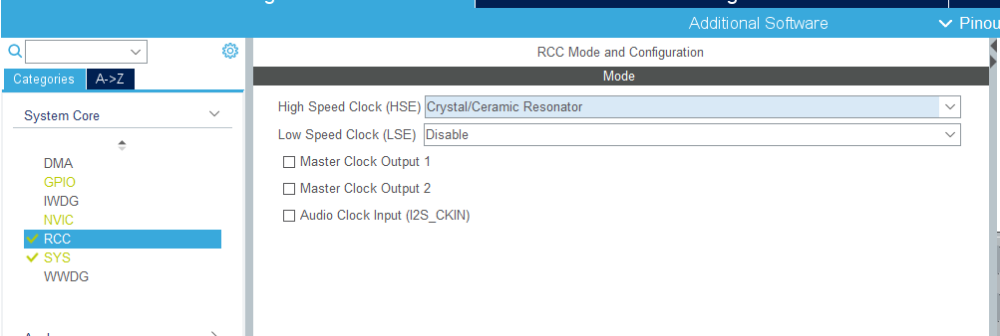 Additional Software
Pinou
Categories
A->Z
System Core
DMA
GPIO
IWDG
NVIC
RCC
SYS
WWDG
RCC Mode and Configuration
Mode
High Speed Clock (HSE) Crystal/Ceramic Resonator
Low Speed Clock (LSE) Disable
Master Clock Output 1
Master Clock Output 2
Audio Clock Input (I2S_CKIN)